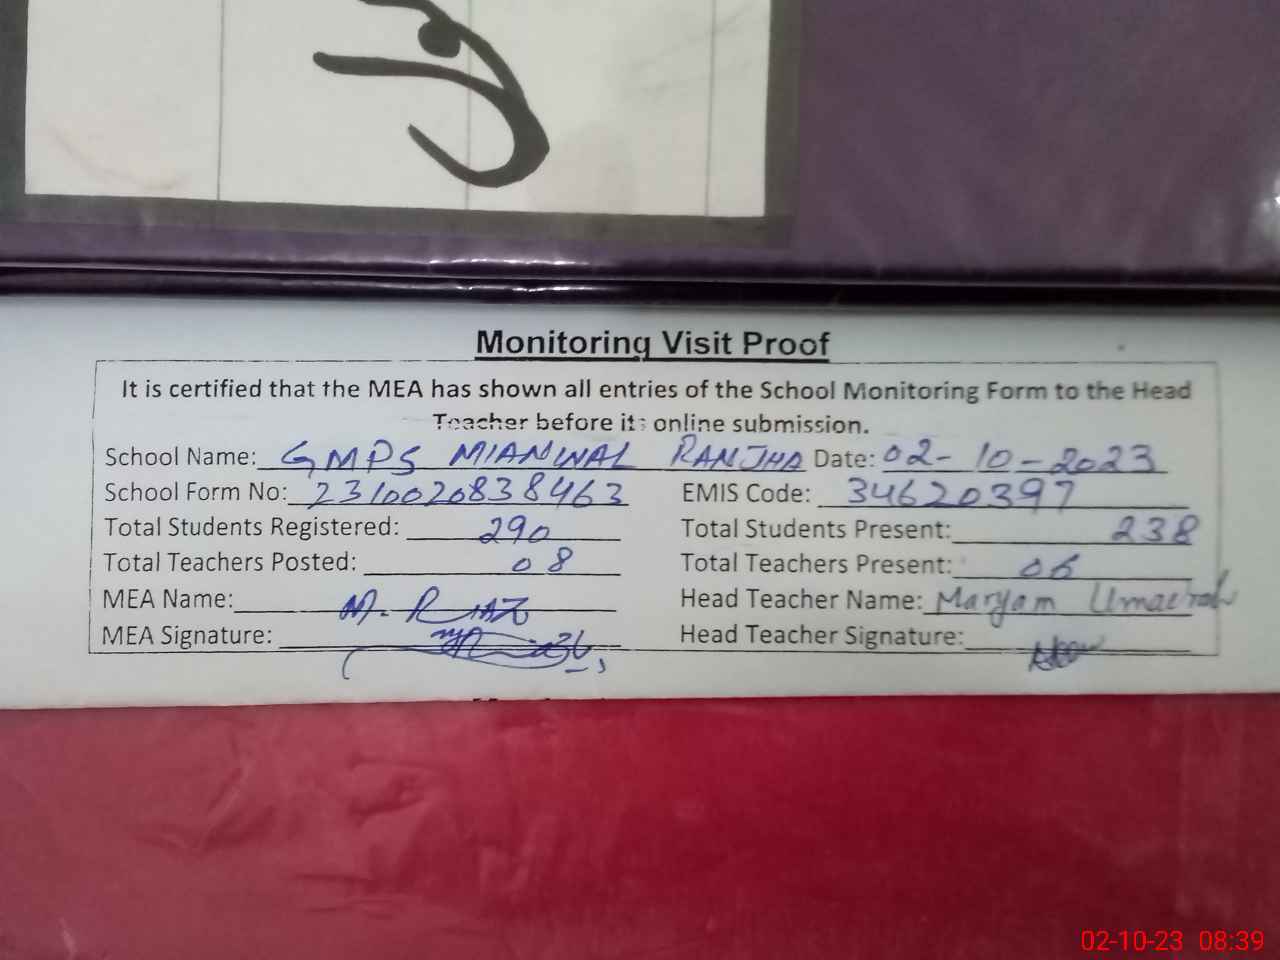 Monitoring Visit Proof
It is certified that the MEA has shown all entries of the School Monitoring Form to the Head
Teacher before its online submission.
School Name: GMPS MIANWAL RANJHA Date: 02-10-2023
School Form No: 2310020838463 EMIS Code: 34620397
Total Students Registered: 290 Total Students Present: 238
Total Teachers Posted: 08 Total Teachers Present: 06
MEA Name: M. RIAZ Head Teacher Name: Maryam
MEA Signature: Head Teacher Signature:
02-10-23 08:39